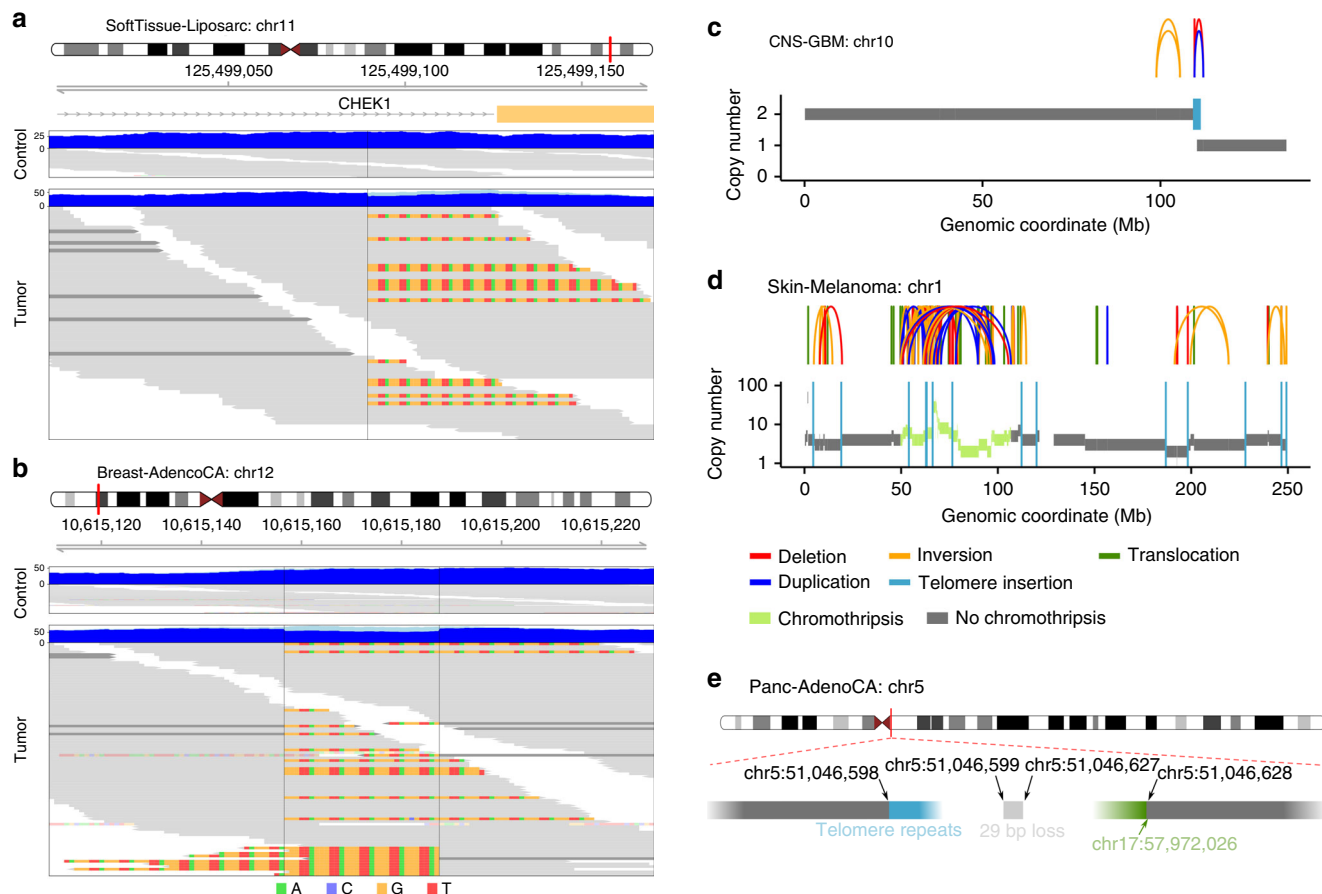 a
SoftTissue-Liposarc: chr11
125,499,050 125,499,100 125,499,150
CHEK1
Control
25
0
Tumor
50
0
b
Breast-AdencoCA: chr12
10,615,120 10,615,140 10,615,160 10,615,180 10,615,200 10,615,220
Control
50
0
Tumor
50
0
A C G T
c
CNS-GBM: chr10
Copy number
2
1
0
0 50 100
Genomic coordinate (Mb)
d
Skin-Melanoma: chr1
Copy number
100
10
1
0 50 100 150 200 250
Genomic coordinate (Mb)
Deletion Inversion Translocation
Duplication Telomere insertion
Chromothripsis No chromothripsis
e
Panc-AdenoCA: chr5
chr5:51,046,598 chr5:51,046,599 chr5:51,046,627 chr5:51,046,628
Telomere repeats 29 bp loss
chr17:57,972,026